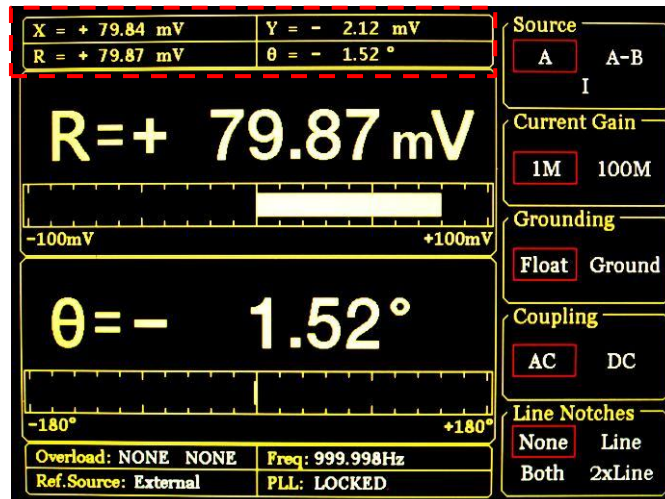 X = + 79.84 mV
Y = - 2.12 mV
R = + 79.87 mV
θ = - 1.52 °
R=+ 79.87 mV
-100mV
+100mV
θ=- 1.52°
-180°
+180°
Overload: NONE NONE
Freq: 999.998Hz
Ref.Source: External
PLL: LOCKED
Source
A A-B
I
Current Gain
1M 100M
Grounding
Float Ground
Coupling
AC DC
Line Notches
None Line
Both 2xLine